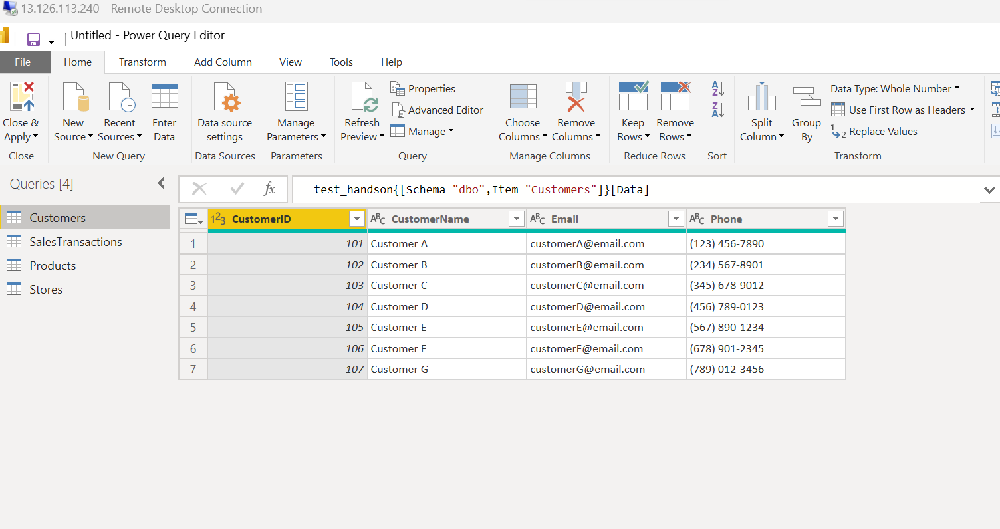 13.126.113.240 - Remote Desktop Connection
Untitled - Power Query Editor
File Home Transform Add Column View Tools Help
Close & Apply
Close
New Source
Recent Sources
Enter Data
New Query
Data source settings
Data Sources
Manage Parameters
Parameters
Refresh Preview
Properties
Advanced Editor
Manage
Query
Choose Columns
Remove Columns
Manage Columns
Keep Rows
Remove Rows
Reduce Rows
A Z
Z A
Sort
Split Column
Group By
Data Type: Whole Number
Use First Row as Headers
1 2 Replace Values
Transform
Queries [4]
Customers
SalesTransactions
Products
Stores
fx = test_handson{[Schema="dbo",Item="Customers"]}[Data]
123 CustomerID ABC CustomerName ABC Email ABC Phone
1 101 Customer A customerA@email.com (123) 456-7890
2 102 Customer B customerB@email.com (234) 567-8901
3 103 Customer C customerC@email.com (345) 678-9012
4 104 Customer D customerD@email.com (456) 789-0123
5 105 Customer E customerE@email.com (567) 890-1234
6 106 Customer F customerF@email.com (678) 901-2345
7 107 Customer G customerG@email.com (789) 012-3456